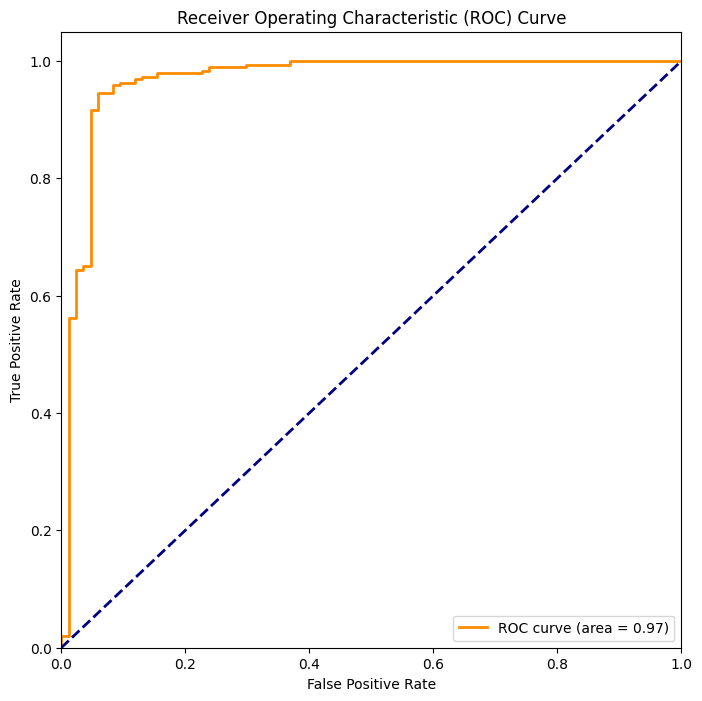 Receiver Operating Characteristic (ROC) Curve
1.0
0.8
0.6
0.4
0.2
0.0
True Positive Rate
ROC curve (area = 0.97)
0.0 0.2 0.4 0.6 0.8 1.0
False Positive Rate